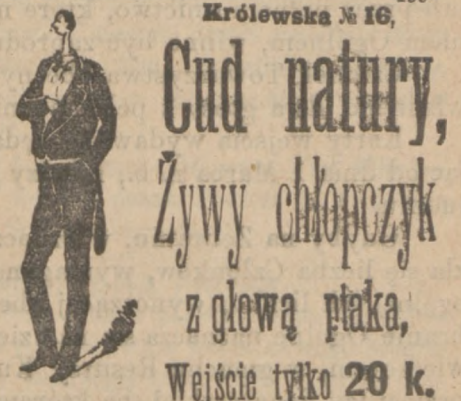 Królewska № 16,
Cud natury,
Żywy chłopczyk
z głową ptaka,
Wejście tylko 20 k.